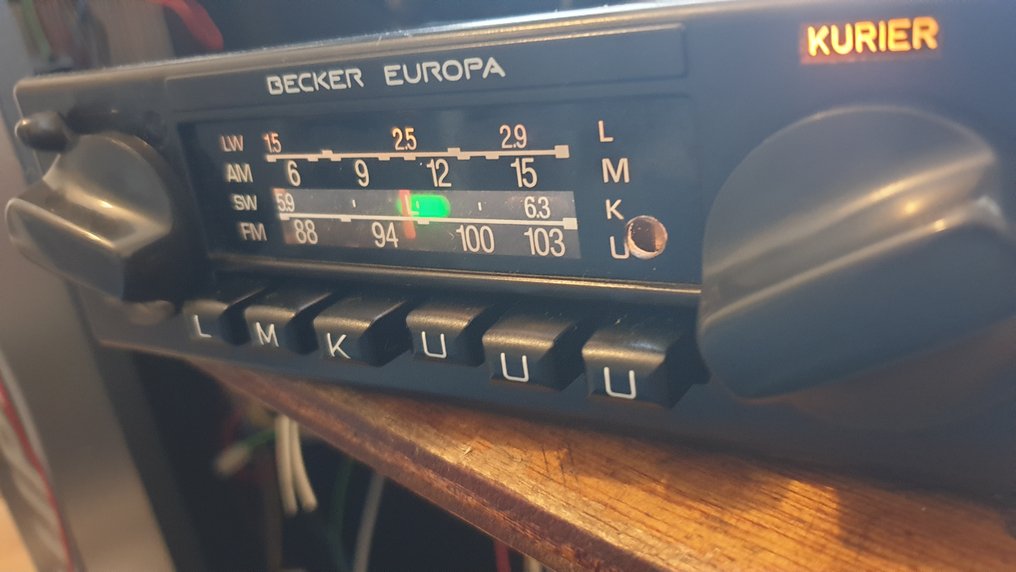 KURIER
BECKER EUROPA
LW 1.5 2.5 2.9 L
AM 6 9 12 15 M
SW 5.9 6.3 K
FM 88 94 100 103 U
L M K U U U